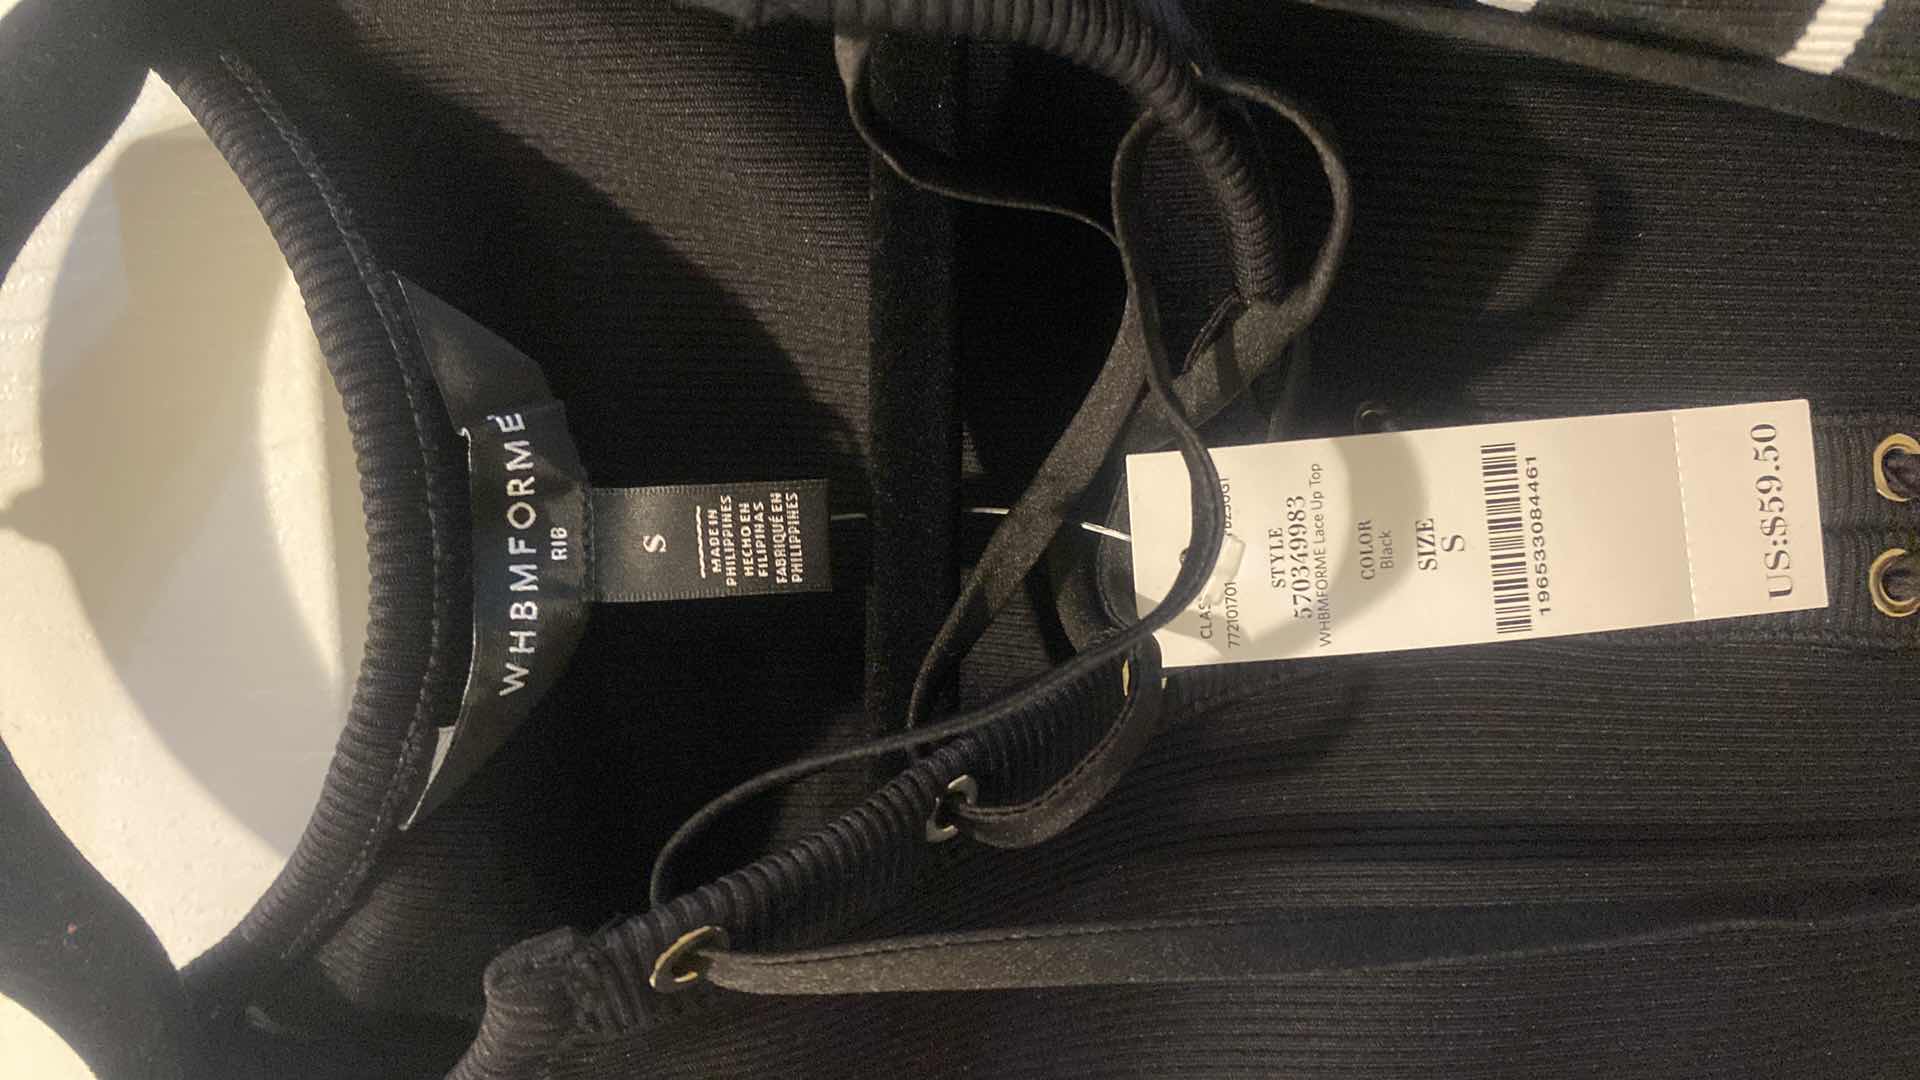 WHBMFORME
RIB
S
MADE IN
PHILIPPINES
HECHO EN
FILIPINAS
FABRIQUÉ EN
PHILIPPINES
772101701
STYLE
570349983
WHBMFORME Lace Up Top
COLOR
Black
SIZE
S
196533084461
US:$59.50